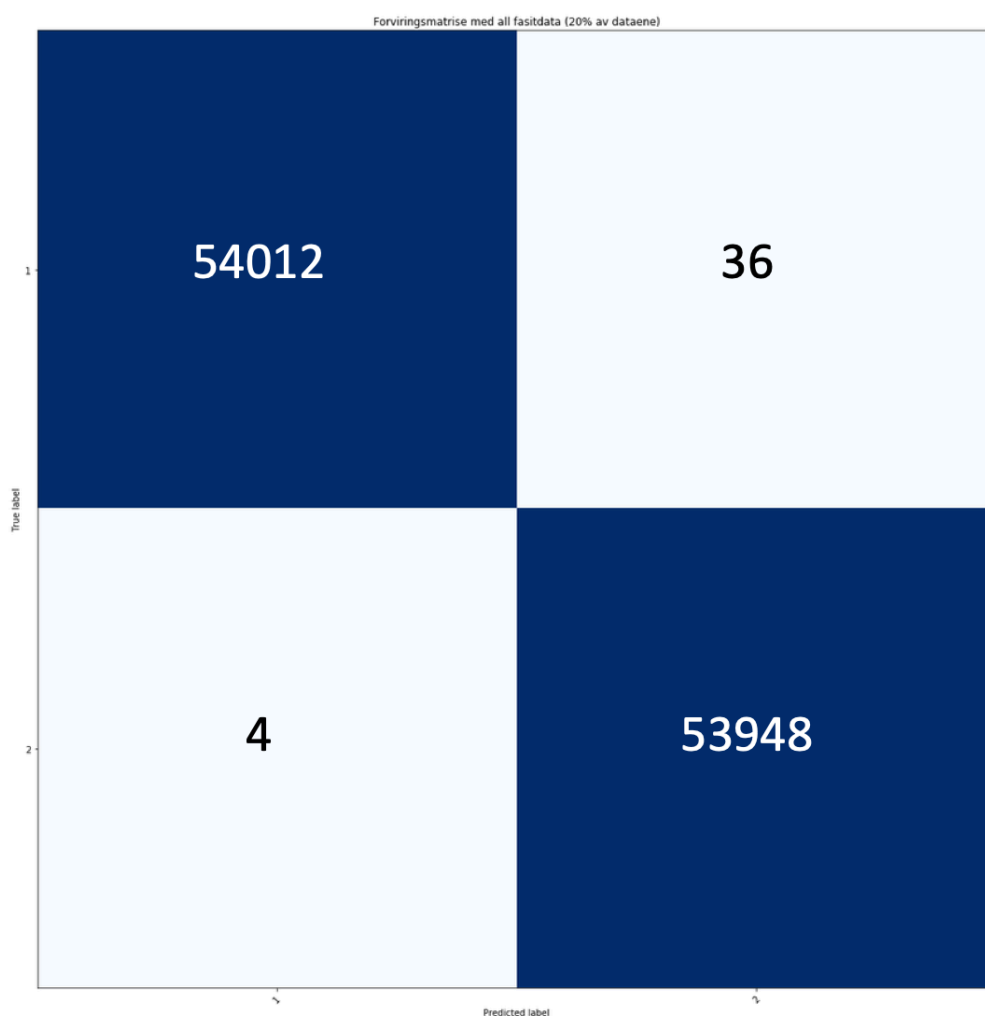 Forviringsmatrise med all fasitdata (20% av dataene)
54012
36
1
True label
4
53948
2
1
2
Predicted label